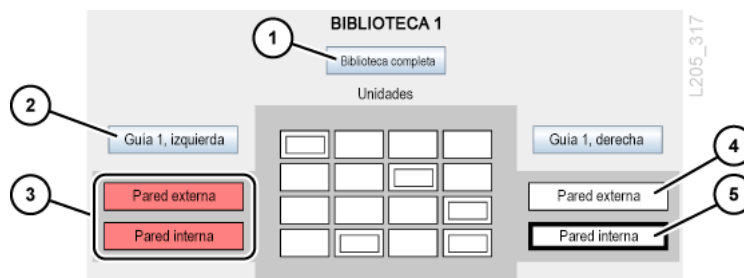 BIBLIOTECA 1
1
Biblioteca completa
L205_317
Unidades
2
Guía 1, izquierda
Guía 1, derecha
4
3
Pared externa
Pared externa
5
Pared interna
Pared interna